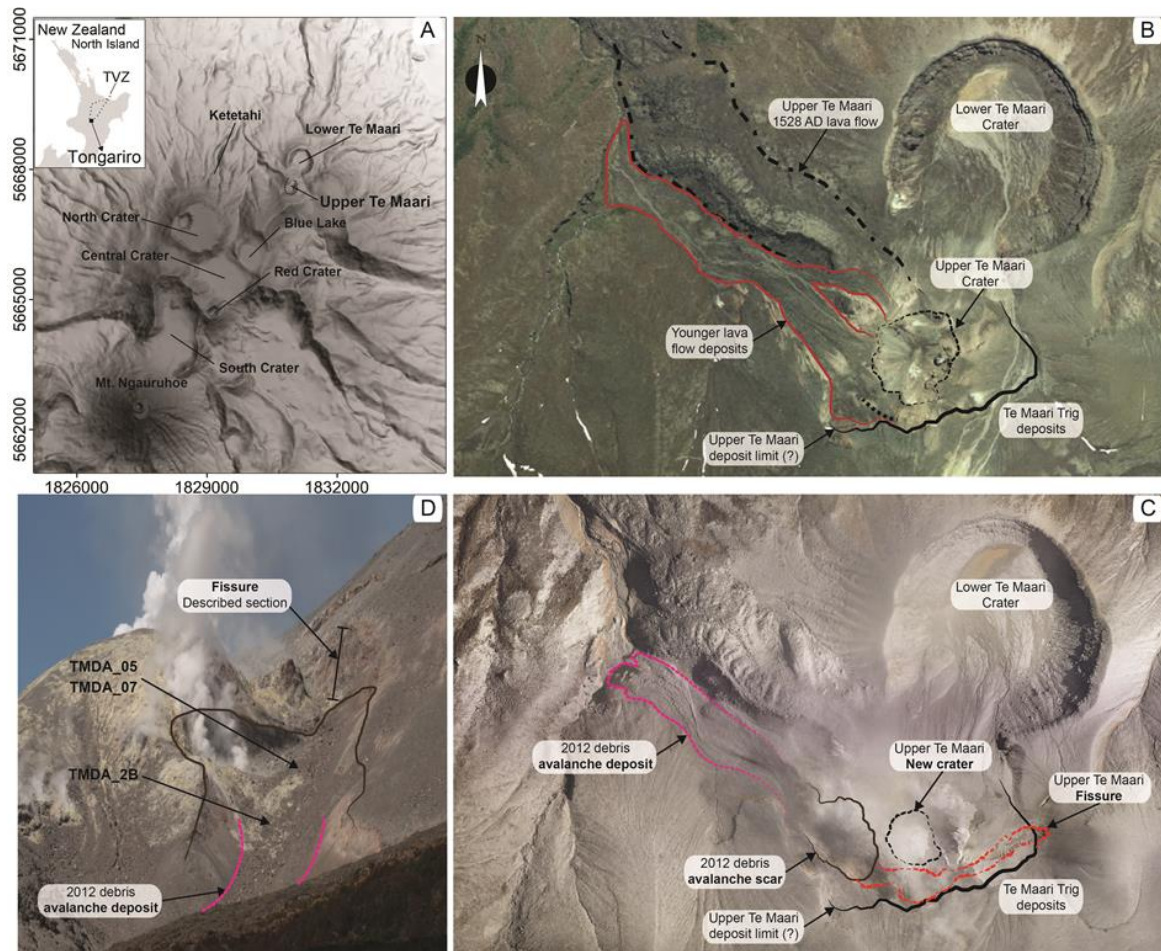 New Zealand
North Island
TVZ
Tongariro
A
5671000
5668000
5665000
5662000
Ketetahi
Lower Te Maari
Upper Te Maari
North Crater
Blue Lake
Central Crater
Red Crater
South Crater
Mt. Ngauruhoe
1826000
1829000
1832000
B
N
Upper Te Maari
1528 AD lava flow
Lower Te Maari
Crater
Upper Te Maari
Crater
Younger lava
flow deposits
Te Maari Trig
deposits
Upper Te Maari
deposit limit (?)
D
Fissure
Described section
TMDA_05
TMDA_07
TMDA_2B
2012 debris
avalanche deposit
C
Lower Te Maari
Crater
2012 debris
avalanche deposit
Upper Te Maari
New crater
Upper Te Maari
Fissure
2012 debris
avalanche scar
Te Maari Trig
deposits
Upper Te Maari
deposit limit (?)